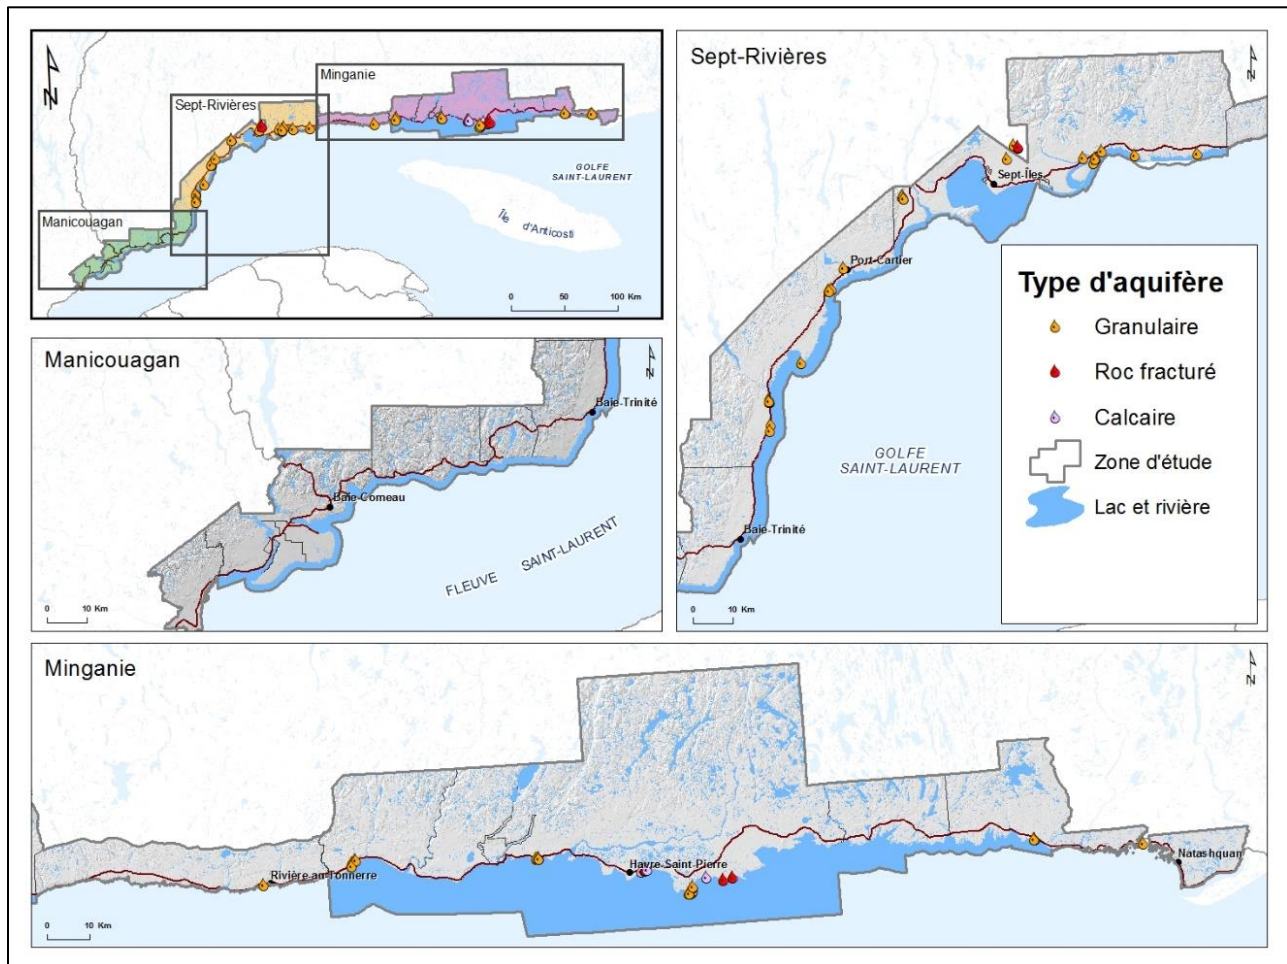 N
Minganie
Sept-Rivières
GOLFE
SAINT-LAURENT
Île d'Anticosti
Manicouagan
0 50 100 Km
Sept-Rivières
N
Sept-Îles
Port-Cartier
GOLFE
SAINT-LAURENT
Baie-Trinité
0 10 Km
Type d'aquifère
Granulaire
Roc fracturé
Calcaire
Zone d'étude
Lac et rivière
Manicouagan
N
Baie-Trinité
Baie-Comeau
FLEUVE SAINT-LAURENT
0 10 Km
Minganie
N
Rivière-au-Tonnerre
Havre-Saint-Pierre
Natashquan
0 10 Km